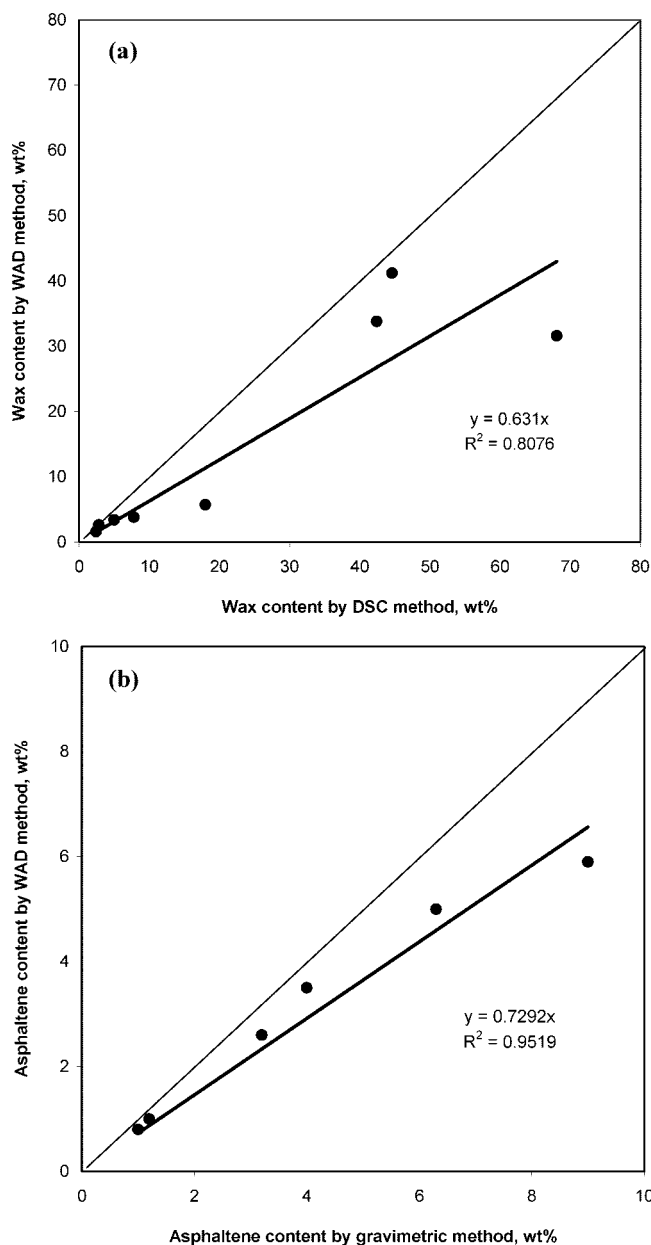 (a)
80
70
60
50
40
30
20
10
0
Wax content by WAD method, wt%
y = 0.631x
R² = 0.8076
0 10 20 30 40 50 60 70 80
Wax content by DSC method, wt%
(b)
10
8
6
4
2
0
Asphaltene content by WAD method, wt%
y = 0.7292x
R² = 0.9519
0 2 4 6 8 10
Asphaltene content by gravimetric method, wt%